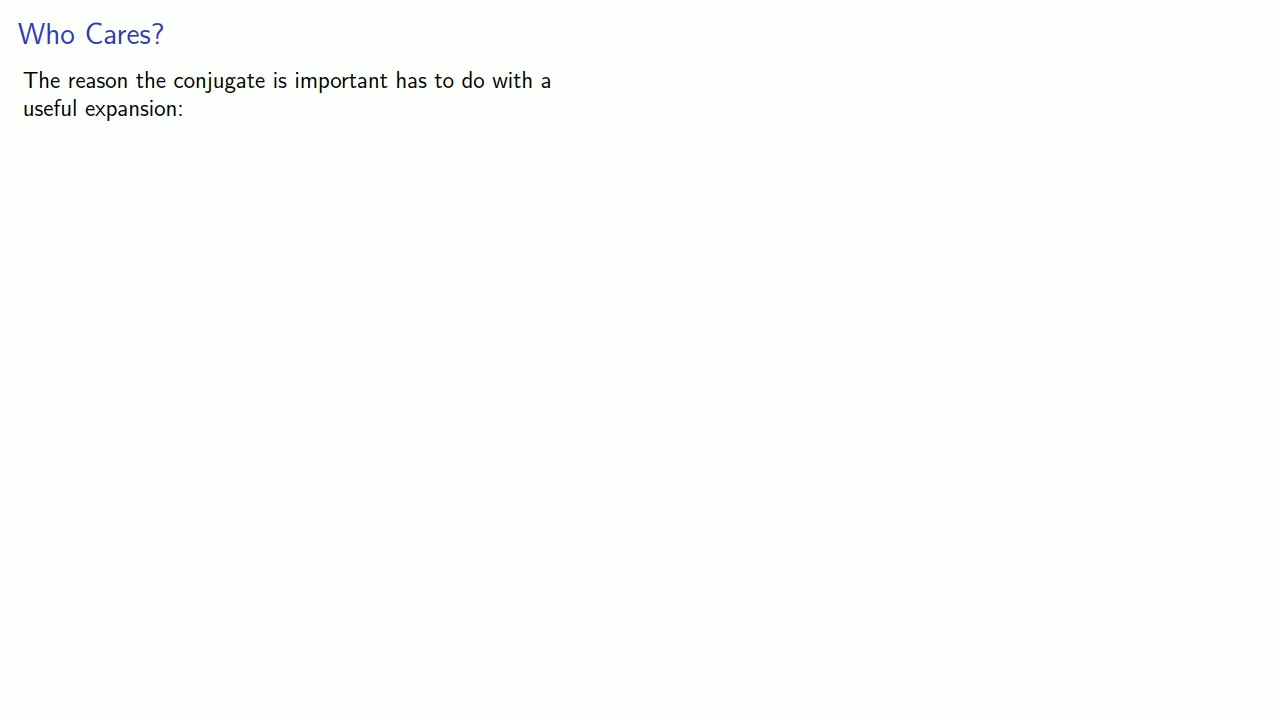 Who Cares?
The reason the conjugate is important has to do with a
useful expansion: